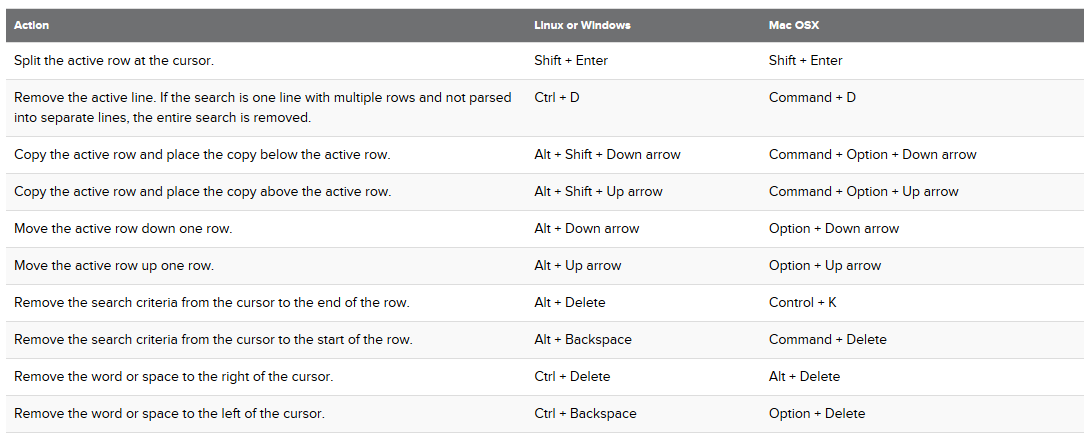 Action Linux or Windows Mac OSX
Split the active row at the cursor. Shift + Enter Shift + Enter
Remove the active line. If the search is one line with multiple rows and not parsed Ctrl + D Command + D
into separate lines, the entire search is removed.
Copy the active row and place the copy below the active row. Alt + Shift + Down arrow Command + Option + Down arrow
Copy the active row and place the copy above the active row. Alt + Shift + Up arrow Command + Option + Up arrow
Move the active row down one row. Alt + Down arrow Option + Down arrow
Move the active row up one row. Alt + Up arrow Option + Up arrow
Remove the search criteria from the cursor to the end of the row. Alt + Delete Control + K
Remove the search criteria from the cursor to the start of the row. Alt + Backspace Command + Delete
Remove the word or space to the right of the cursor. Ctrl + Delete Alt + Delete
Remove the word or space to the left of the cursor. Ctrl + Backspace Option + Delete